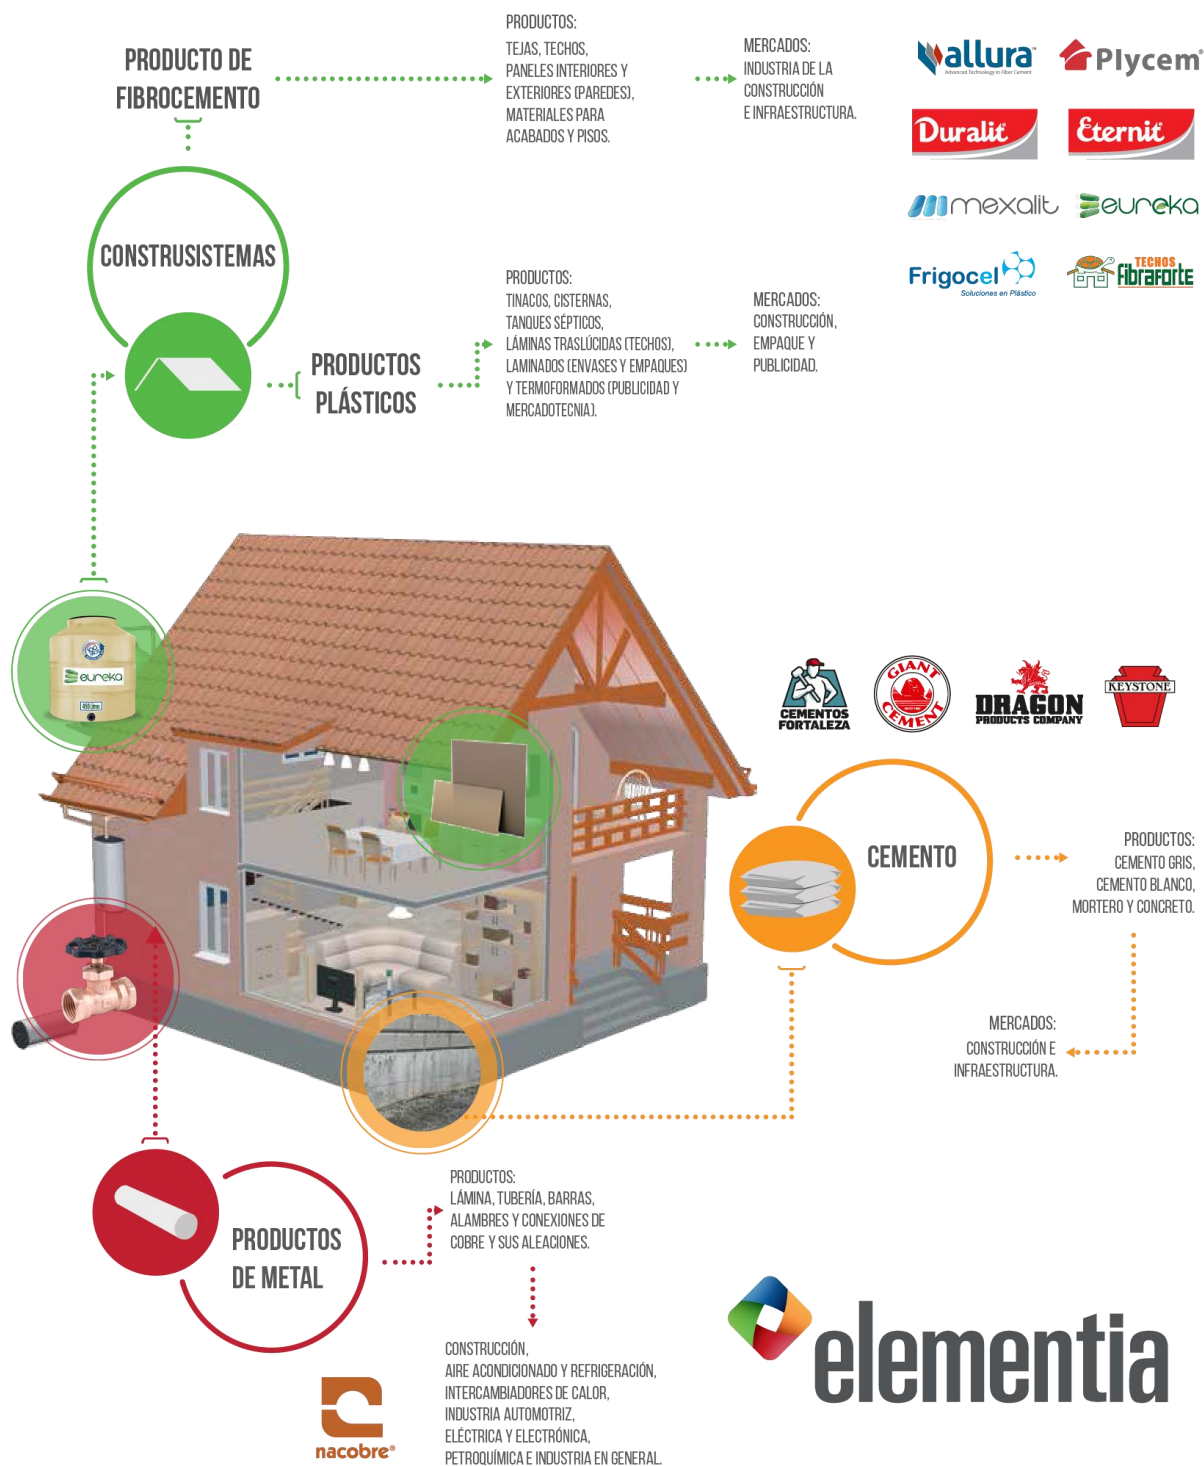 PRODUCTO DE
FIBROCEMENTO
PRODUCTOS:
TEJAS, TECHOS,
PANELES INTERIORES Y
EXTERIORES (PAREDES),
MATERIALES PARA
ACABADOS Y PISOS.
MERCADOS:
INDUSTRIA DE LA
CONSTRUCCIÓN
E INFRAESTRUCTURA.
allura™
Advanced Technology in Fiber Cement
Plycem®
Duralit
Eternit
mexalit
eureka
Frigocel
Soluciones en Plástico
TECHOS
Fibraforte
CONSTRUSISTEMAS
PRODUCTOS
PLÁSTICOS
PRODUCTOS:
TINACOS, CISTERNAS,
TANQUES SÉPTICOS,
LÁMINAS TRASLÚCIDAS (TECHOS),
LAMINADOS (ENVASES Y EMPAQUES)
Y TERMOFORMADOS (PUBLICIDAD Y
MERCADOTECNIA).
MERCADOS:
CONSTRUCCIÓN,
EMPAQUE Y
PUBLICIDAD.
eureka
450 litros
CEMENTOS
FORTALEZA
GIANT
CEMENT
DRAGON
PRODUCTS COMPANY
KEYSTONE
CEMENTO
PRODUCTOS:
CEMENTO GRIS,
CEMENTO BLANCO,
MORTERO Y CONCRETO.
MERCADOS:
CONSTRUCCIÓN E
INFRAESTRUCTURA.
PRODUCTOS
DE METAL
PRODUCTOS:
LÁMINA, TUBERÍA, BARRAS,
ALAMBRES Y CONEXIONES DE
COBRE Y SUS ALEACIONES.
CONSTRUCCIÓN,
AIRE ACONDICIONADO Y REFRIGERACIÓN,
INTERCAMBIADORES DE CALOR,
INDUSTRIA AUTOMOTRIZ,
ELÉCTRICA Y ELECTRÓNICA,
PETROQUÍMICA E INDUSTRIA EN GENERAL.
nacobre®
elementia